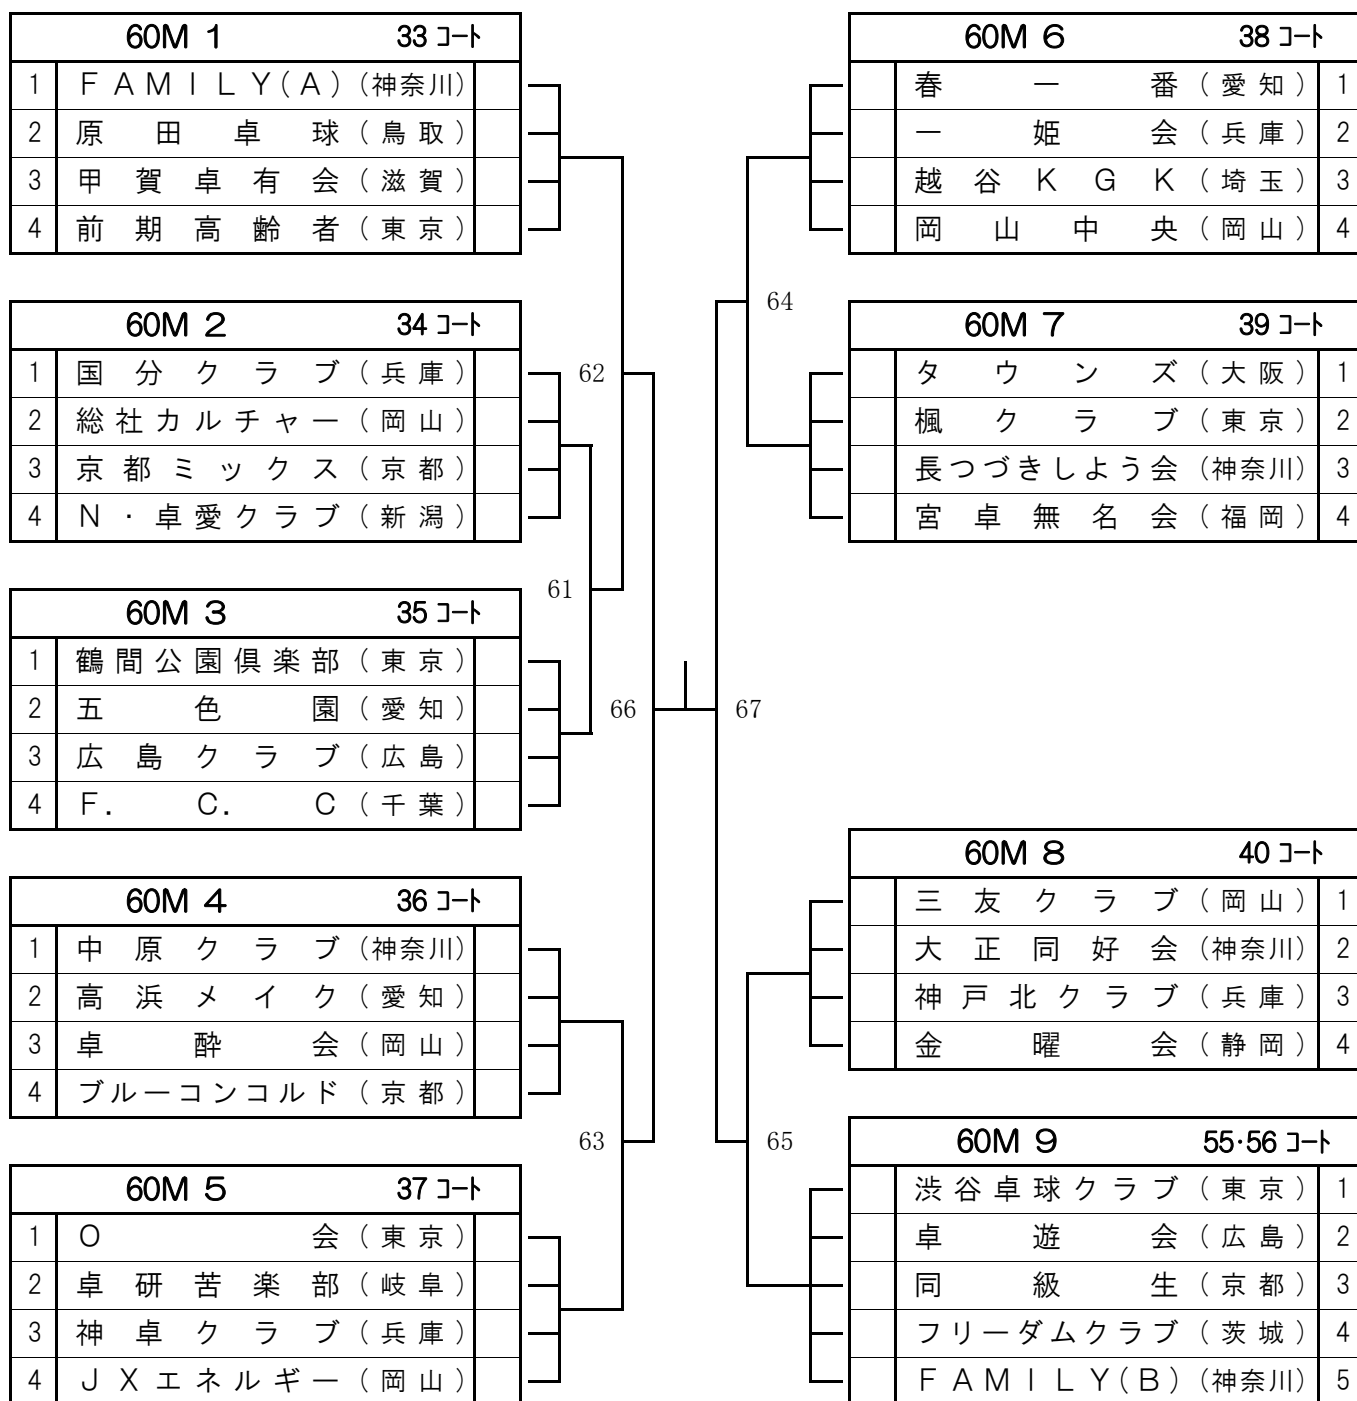 60M 1 33 コート
1 FAMILY(A) (神奈川)
2 原田卓球 (鳥取)
3 甲賀卓有会 (滋賀)
4 前期高齢者 (東京)
60M 2 34 コート
1 国分クラブ (兵庫)
2 総社カルチャー (岡山)
3 京都ミックス (京都)
4 N・卓愛クラブ (新潟)
60M 3 35 コート
1 鶴間公園倶楽部 (東京)
2 五色園 (愛知)
3 広島クラブ (広島)
4 F.C.C (千葉)
60M 4 36 コート
1 中原クラブ (神奈川)
2 高浜メイク (愛知)
3 卓酔会 (岡山)
4 ブルーコンコルド (京都)
60M 5 37 コート
1 O会 (東京)
2 卓研苦楽部 (岐阜)
3 神卓クラブ (兵庫)
4 JXエネルギー (岡山)
62
61
66
63
67
64
65
60M 6 38 コート
春一番 (愛知) 1
一姫会 (兵庫) 2
越谷KGK (埼玉) 3
岡山中央 (岡山) 4
60M 7 39 コート
タウンズ (大阪) 1
楓クラブ (東京) 2
長つづきしよう会 (神奈川) 3
宮卓無名会 (福岡) 4
60M 8 40 コート
三友クラブ (岡山) 1
大正同好会 (神奈川) 2
神戸北クラブ (兵庫) 3
金曜会 (静岡) 4
60M 9 55・56 コート
渋谷卓球クラブ (東京) 1
卓遊会 (広島) 2
同級生 (京都) 3
フリーダムクラブ (茨城) 4
FAMILY(B) (神奈川) 5